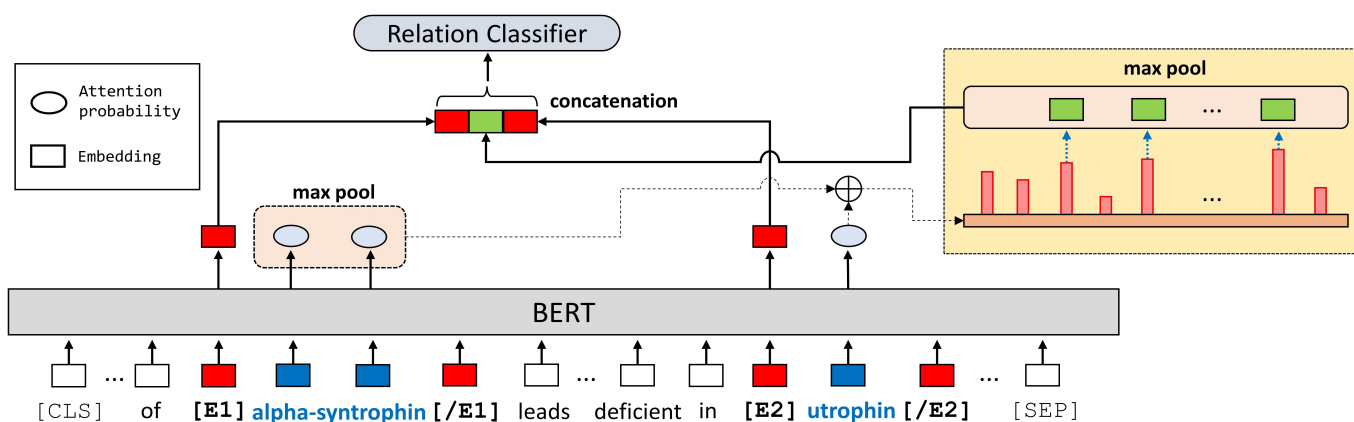 Relation Classifier
Attention
probability
Embedding
concatenation
max pool
...
...
max pool
BERT
... ... ...
[CLS] of [E1] alpha-syntrophin [/E1] leads deficient in [E2] utrophin [/E2] [SEP]